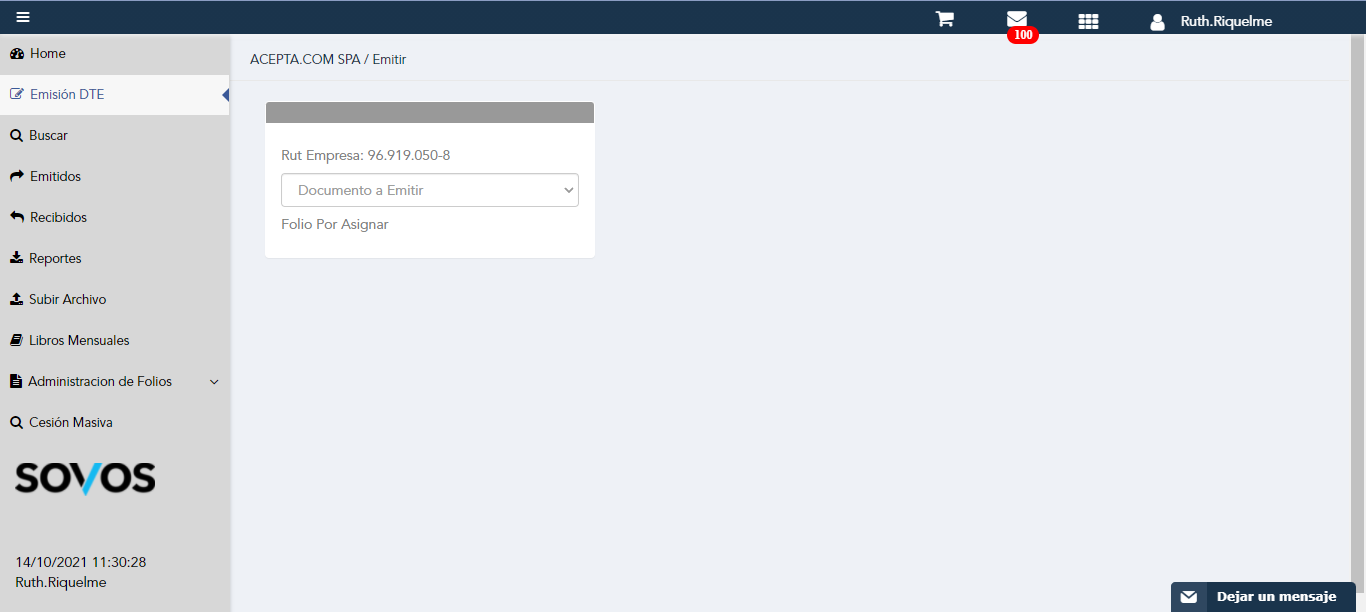 100
Ruth.Riquelme
Home
ACEPTA.COM SPA / Emitir
Emisión DTE
Buscar
Emitidos
Recibidos
Reportes
Subir Archivo
Libros Mensuales
Administracion de Folios
Cesión Masiva
Rut Empresa: 96.919.050-8
Documento a Emitir
Folio Por Asignar
SOVOS
14/10/2021 11:30:28
Ruth.Riquelme
Dejar un mensaje